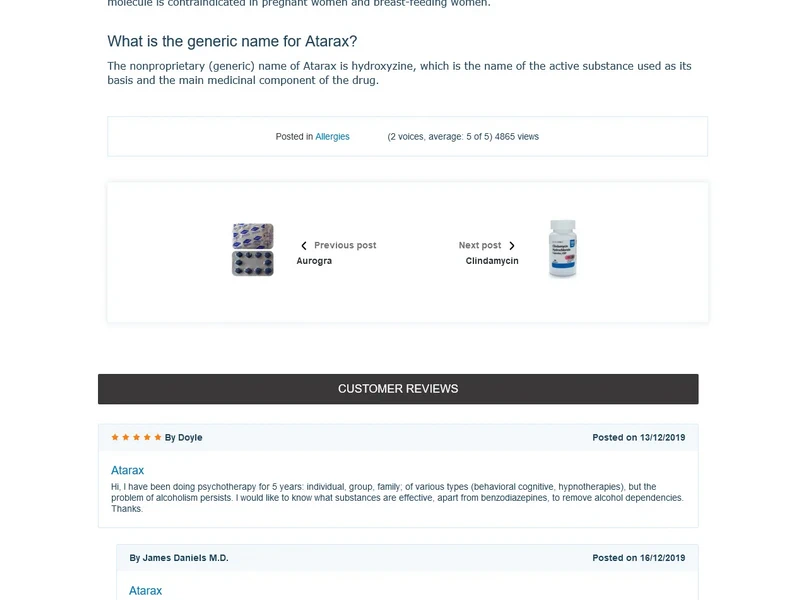 molecule is contraindicated in pregnant women and breast-feeding women.
What is the generic name for Atarax?
The nonproprietary (generic) name of Atarax is hydroxyzine, which is the name of the active substance used as its
basis and the main medicinal component of the drug.
Posted in Allergies (2 voices, average: 5 of 5) 4865 views
Previous post
Aurogra
Next post
Clindamycin
CUSTOMER REVIEWS
By Doyle Posted on 13/12/2019
Atarax
Hi, I have been doing psychotherapy for 5 years: individual, group, family; of various types (behavioral cognitive, hypnotherapies), but the
problem of alcoholism persists. I would like to know what substances are effective, apart from benzodiazepines, to remove alcohol dependencies.
Thanks.
By James Daniels M.D. Posted on 16/12/2019
Atarax